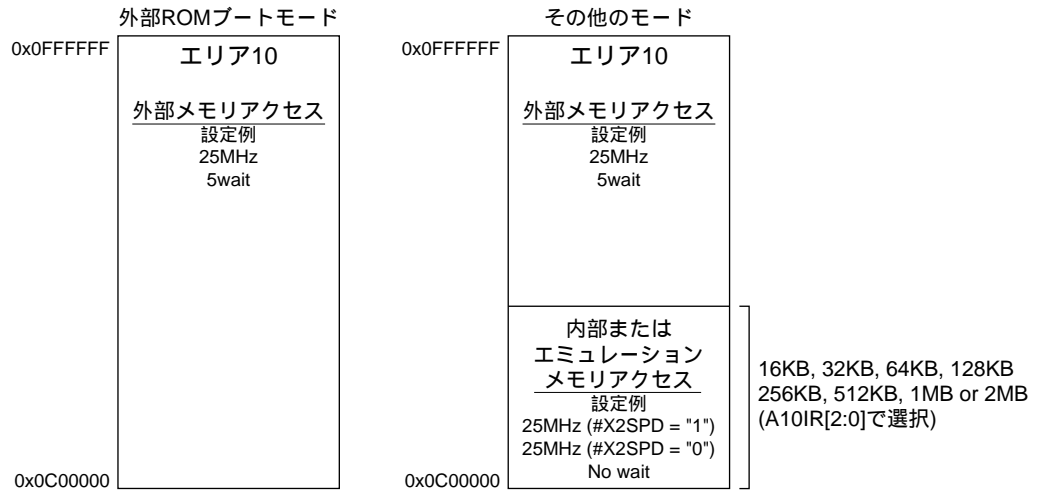 外部ROMブートモード
0x0FFFFFF
エリア10
外部メモリアクセス
設定例
25MHz
5wait
0x0C00000
その他のモード
0x0FFFFFF
エリア10
外部メモリアクセス
設定例
25MHz
5wait
内部または
エミュレーション
メモリアクセス
設定例
25MHz (#X2SPD = "1")
25MHz (#X2SPD = "0")
No wait
0x0C00000
16KB, 32KB, 64KB, 128KB
256KB, 512KB, 1MB or 2MB
(A10IR[2:0]で選択)